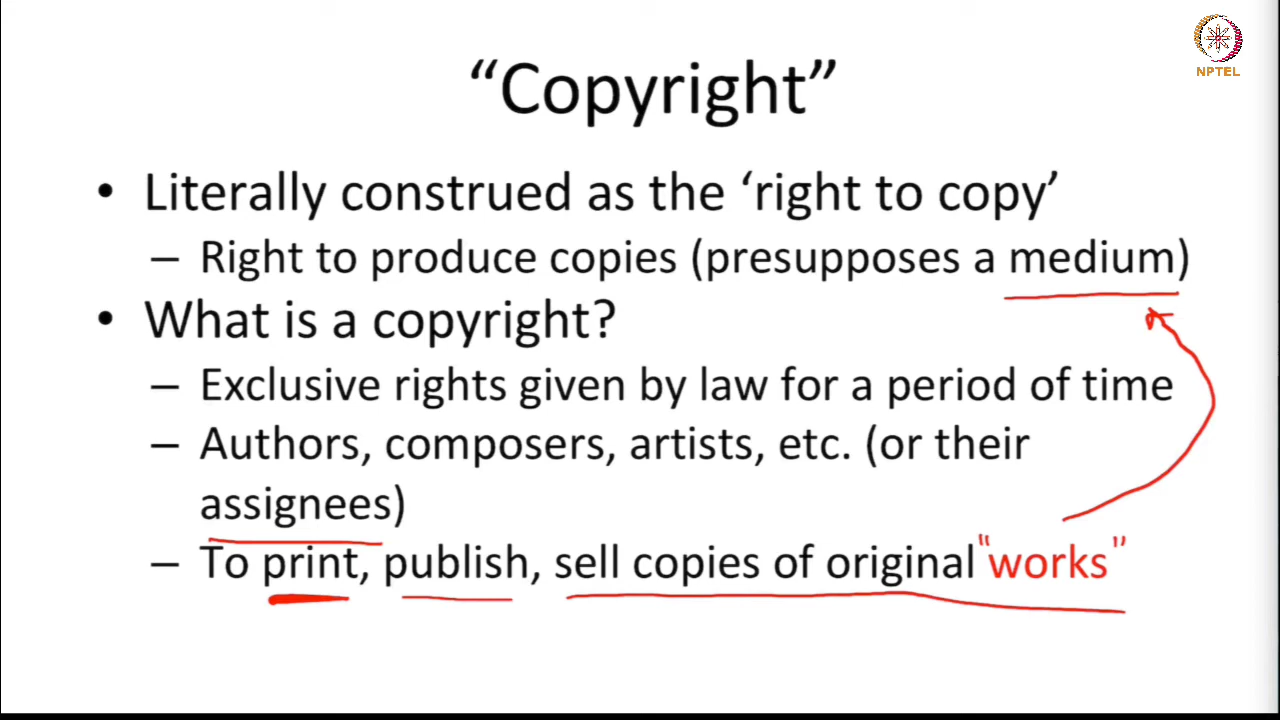 NPTEL
“Copyright”
• Literally construed as the ‘right to copy’
– Right to produce copies (presupposes a medium)
• What is a copyright?
– Exclusive rights given by law for a period of time
– Authors, composers, artists, etc. (or their
assignees)
– To print, publish, sell copies of original "works"